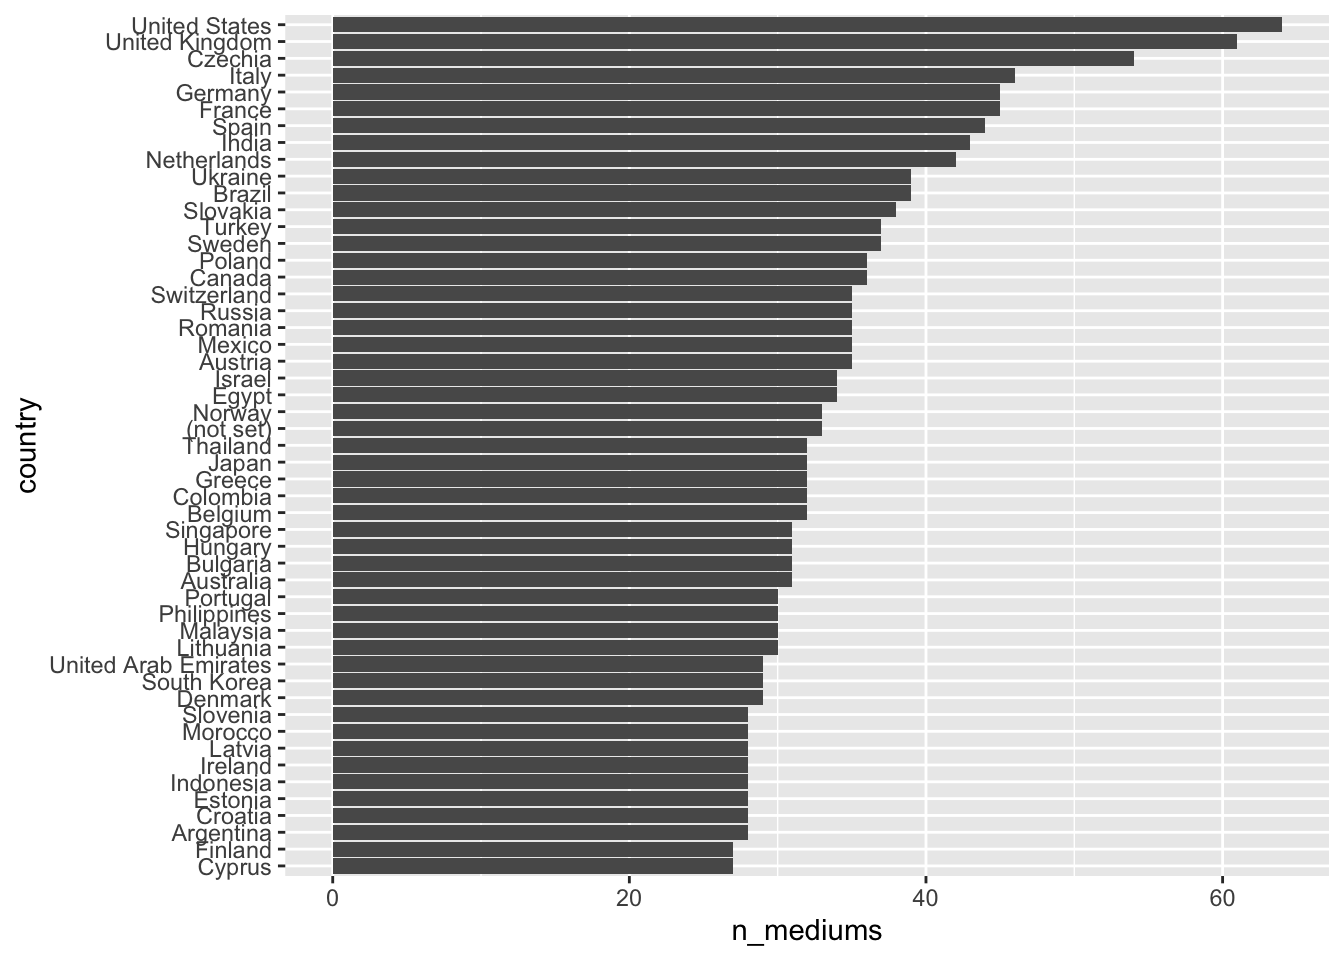 United States
United Kingdom
Czechia
Italy
Germany
France
Spain
India
Netherlands
Ukraine
Brazil
Slovakia
Turkey
Sweden
Poland
Canada
Switzerland
Russia
Romania
Mexico
Austria
Israel
Egypt
Norway
(not set)
Thailand
Japan
Greece
Colombia
Belgium
Singapore
Hungary
Bulgaria
Australia
Portugal
Philippines
Malaysia
Lithuania
United Arab Emirates
South Korea
Denmark
Slovenia
Morocco
Latvia
Ireland
Indonesia
Estonia
Croatia
Argentina
Finland
Cyprus
country
0 20 40 60
n_mediums